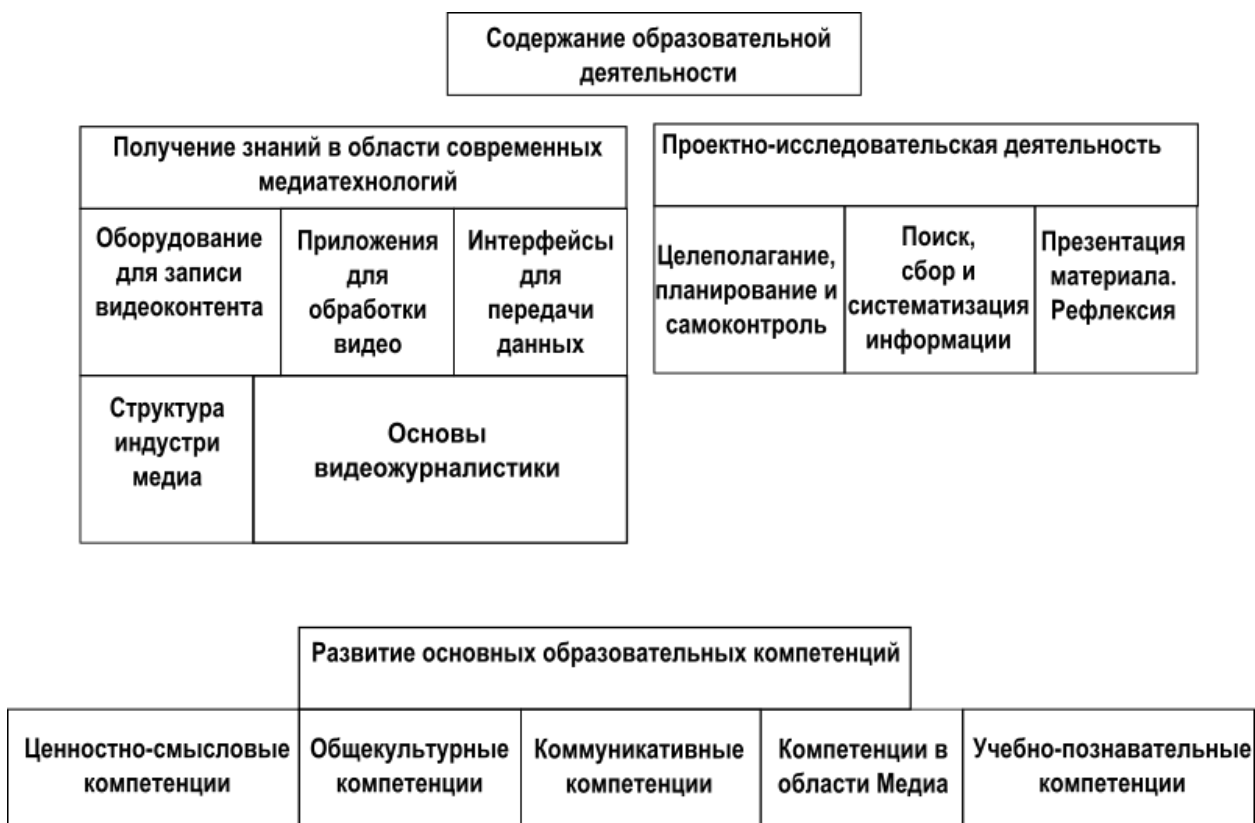 Содержание образовательной
деятельности
Получение знаний в области современных
медиатехнологий
Проектно-исследовательская деятельность
Оборудование
для записи
видеоконтента
Приложения
для
обработки
видео
Интерфейсы
для
передачи
данных
Целеполагание,
планирование и
самоконтроль
Поиск,
сбор и
систематизация
информации
Презентация
материала.
Рефлексия
Структура
индустри
медиа
Основы
видеожурналистики
Развитие основных образовательных компетенций
Ценностно-смысловые
компетенции
Общекультурные
компетенции
Коммуникативные
компетенции
Компетенции в
области Медиа
Учебно-познавательные
компетенции